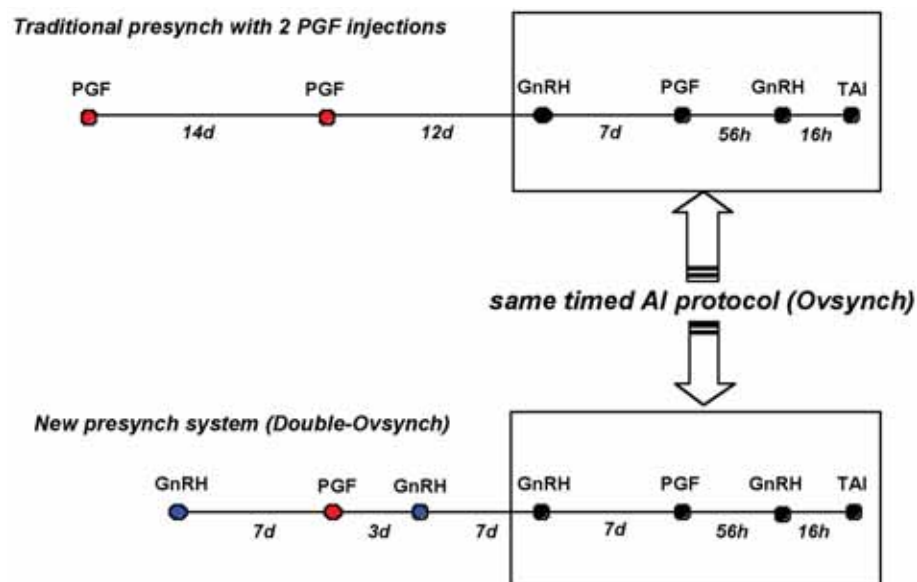 Traditional presynch with 2 PGF injections
PGF PGF GnRH PGF GnRH TAI
14d 12d 7d 56h 16h
same timed AI protocol (Ovsynch)
New presynch system (Double-Ovsynch)
GnRH PGF GnRH GnRH PGF GnRH TAI
7d 3d 7d 7d 56h 16h